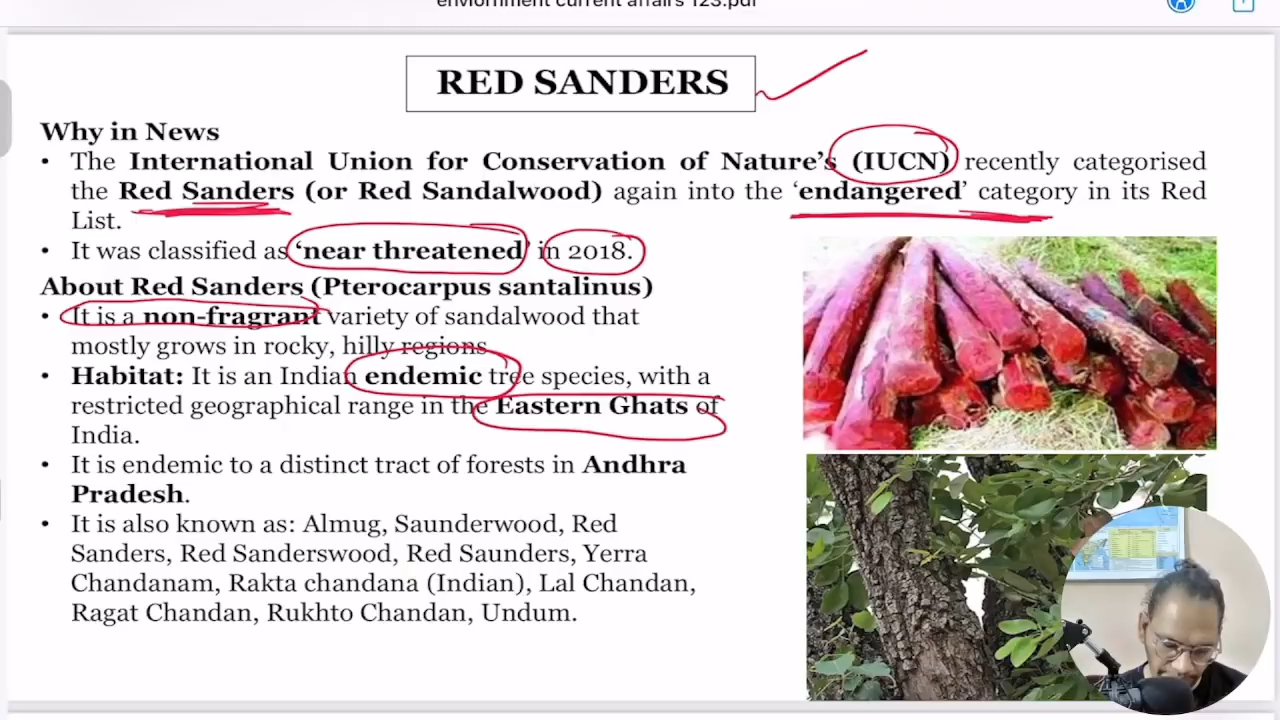 enviornment current affairs 123.pdf
RED SANDERS
Why in News
• The International Union for Conservation of Nature’s (IUCN) recently categorised
the Red Sanders (or Red Sandalwood) again into the ‘endangered’ category in its Red
List.
• It was classified as ‘near threatened’ in 2018.
About Red Sanders (Pterocarpus santalinus)
• It is a non-fragrant variety of sandalwood that
mostly grows in rocky, hilly regions.
• Habitat: It is an Indian endemic tree species, with a
restricted geographical range in the Eastern Ghats of
India.
• It is endemic to a distinct tract of forests in Andhra
Pradesh.
• It is also known as: Almug, Saunderwood, Red
Sanders, Red Sanderswood, Red Saunders, Yerra
Chandanam, Rakta chandana (Indian), Lal Chandan,
Ragat Chandan, Rukhto Chandan, Undum.